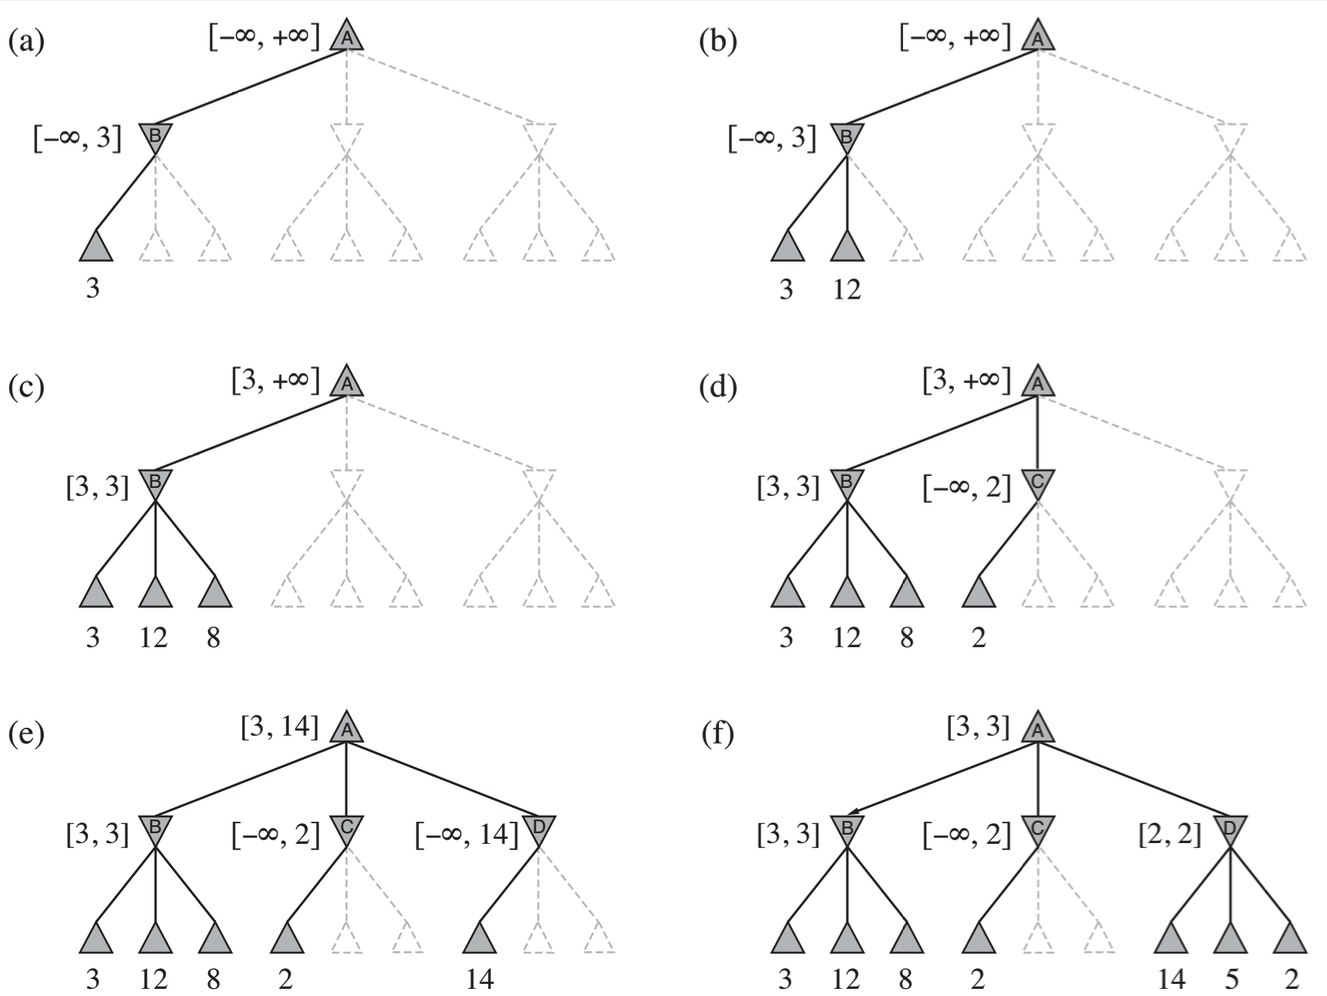 (a) [–∞, +∞] A
[–∞, 3] B
3
(b) [–∞, +∞] A
[–∞, 3] B
3 12
(c) [3, +∞] A
[3, 3] B
3 12 8
(d) [3, +∞] A
[3, 3] B [–∞, 2] C
3 12 8 2
(e) [3, 14] A
[3, 3] B [–∞, 2] C [–∞, 14] D
3 12 8 2 14
(f) [3, 3] A
[3, 3] B [–∞, 2] C [2, 2] D
3 12 8 2 14 5 2